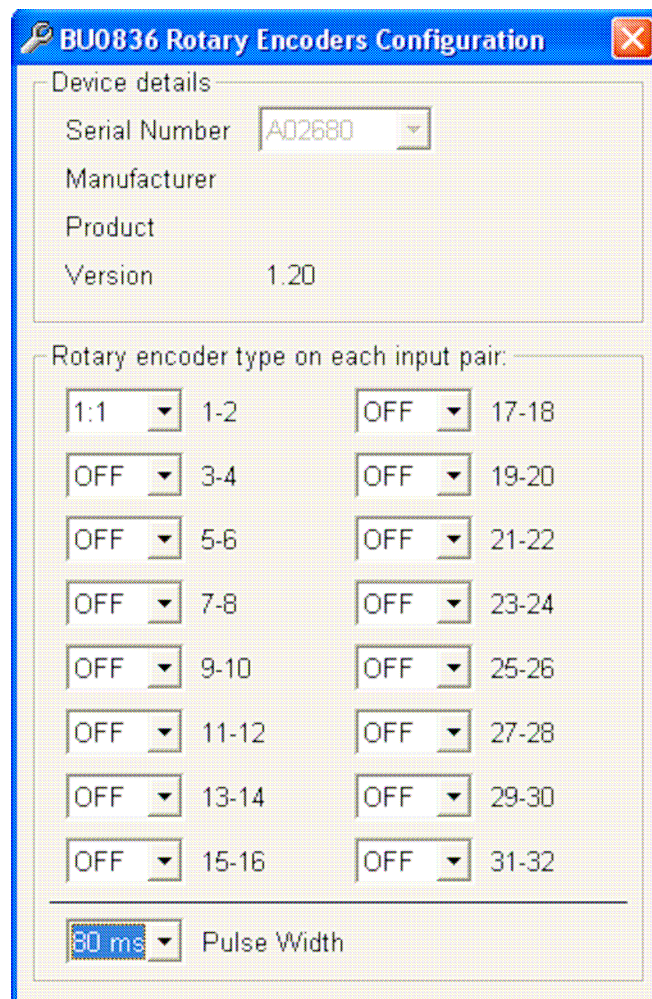 BU0836 Rotary Encoders Configuration
Device details
Serial Number A02680
Manufacturer
Product
Version 1.20
Rotary encoder type on each input pair:
1:1 1-2 OFF 17-18
OFF 3-4 OFF 19-20
OFF 5-6 OFF 21-22
OFF 7-8 OFF 23-24
OFF 9-10 OFF 25-26
OFF 11-12 OFF 27-28
OFF 13-14 OFF 29-30
OFF 15-16 OFF 31-32
80 ms Pulse Width